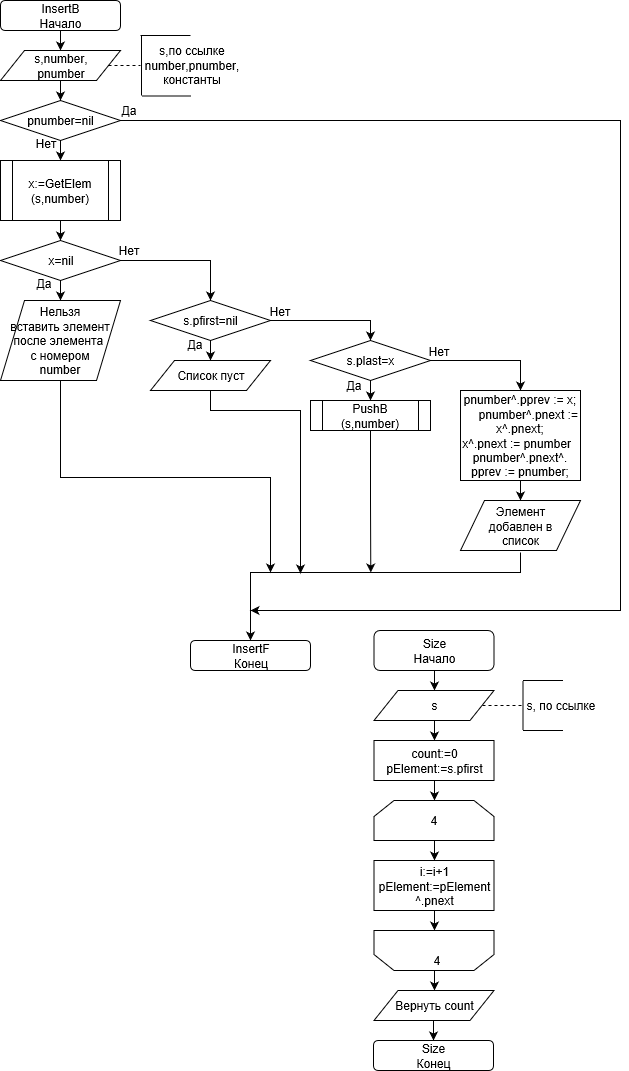 InsertB
Начало
s,number,
pnumber
s,по ссылке
number,pnumber,
константы
pnumber=nil
Да
Нет
x:=GetElem
(s,number)
x=nil
Нет
Да
Нельзя
вставить элемент
после элемента
с номером
number
s.pfirst=nil
Нет
Да
Список пуст
s.plast=x
Нет
Да
PushB
(s,number)
pnumber^.pprev := x;
pnumber^.pnext :=
x^.pnext;
x^.pnext := pnumber
pnumber^.pnext^.
pprev := pnumber;
Элемент
добавлен в
список
InsertF
Конец
Size
Начало
s
s, по ссылке
count:=0
pElement:=s.pfirst
4
i:=i+1
pElement:=pElement
^.pnext
4
Вернуть count
Size
Конец